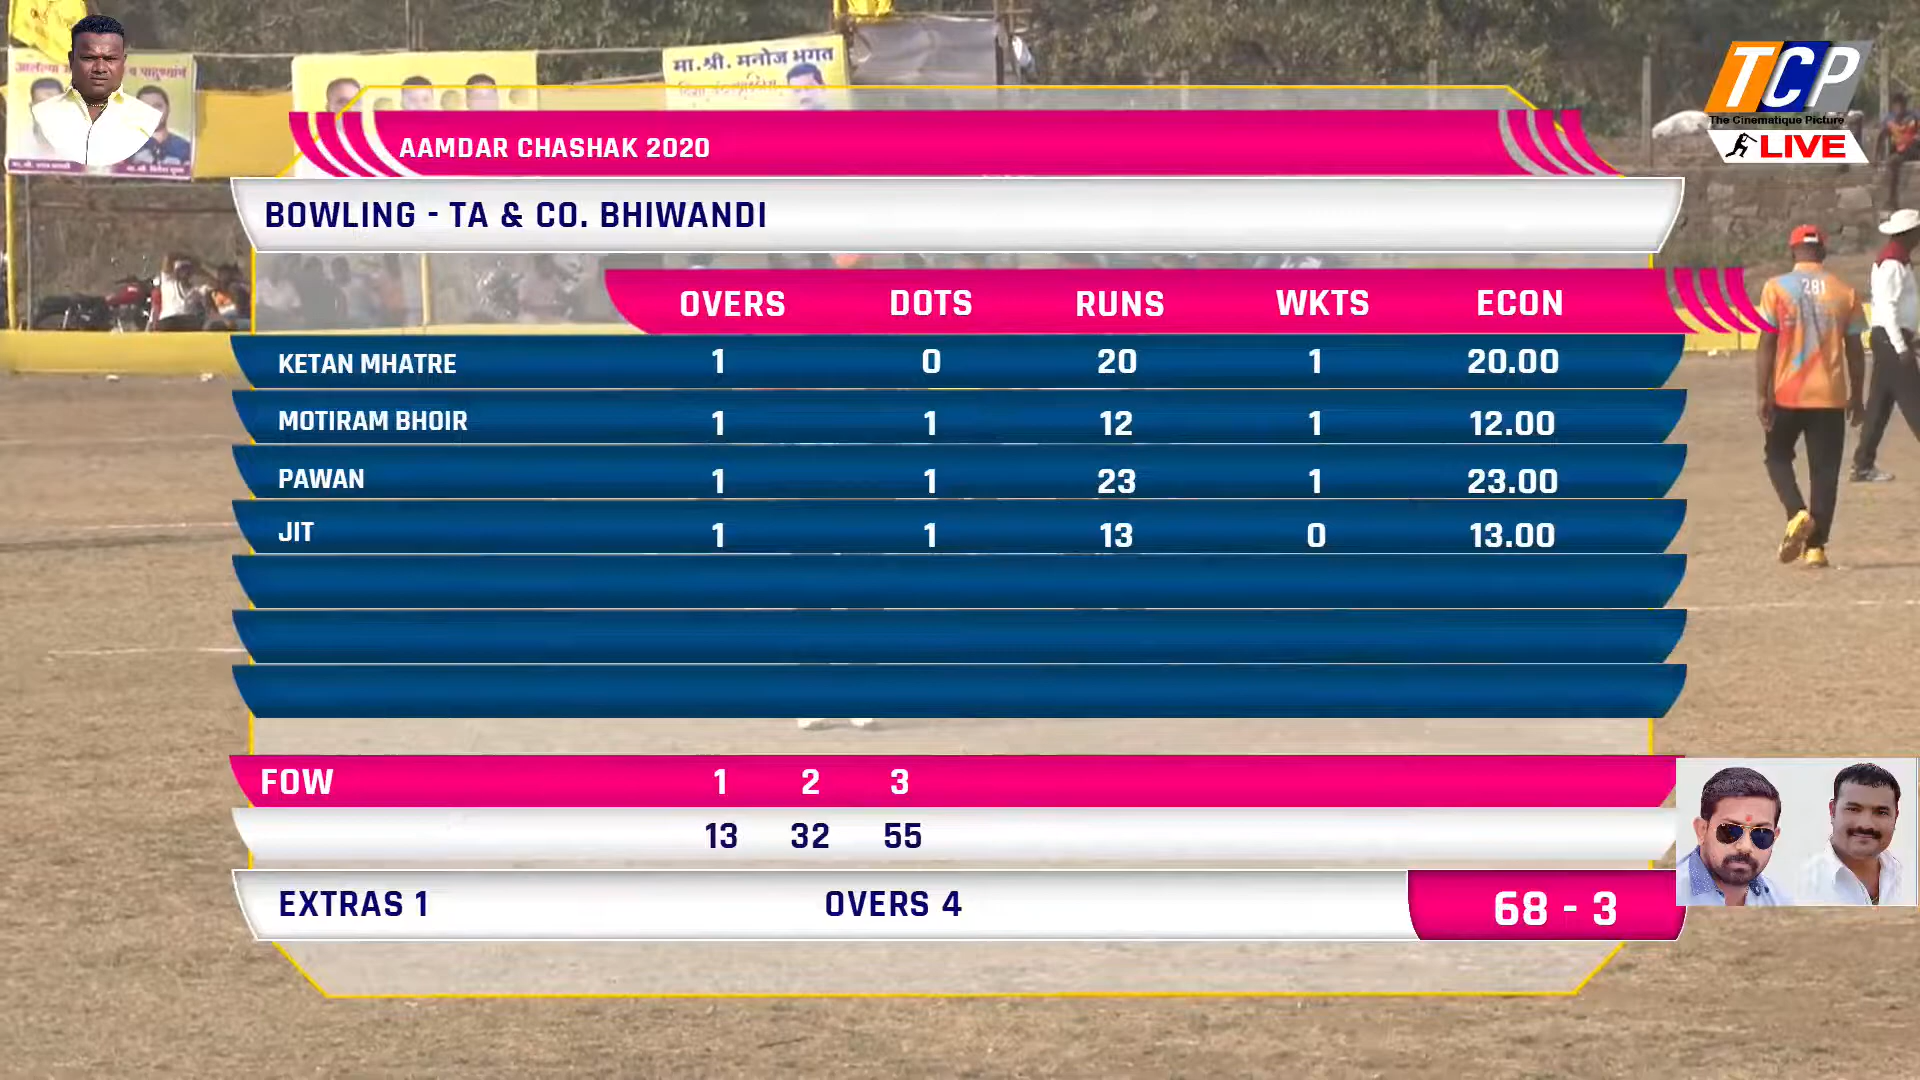 मा.श्री. मनोज भगत
TCP
The Cinematique Picture
LIVE
AAMDAR CHASHAK 2020
BOWLING - TA & CO. BHIWANDI
OVERS DOTS RUNS WKTS ECON
281
KETAN MHATRE 1 0 20 1 20.00
MOTIRAM BHOIR 1 1 12 1 12.00
PAWAN 1 1 23 1 23.00
JIT 1 1 13 0 13.00
FOW 1 2 3
13 32 55
EXTRAS 1 OVERS 4 68 - 3